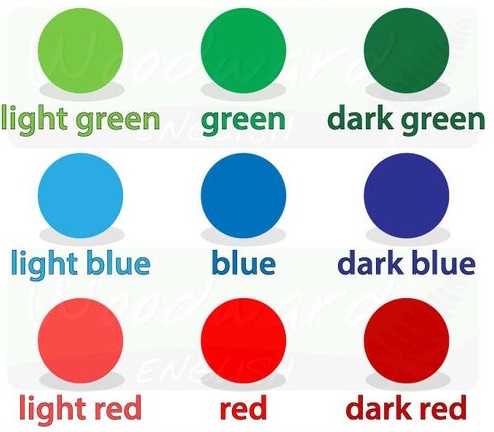 Woodward
ENGLISH
light green green dark green
light blue blue dark blue
Woodward
ENGLISH
light red red dark red